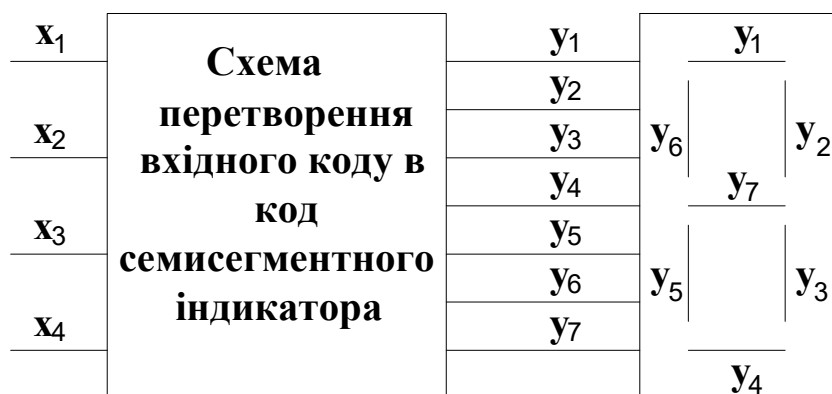 x₁
x₂
x₃
x₄
Схема
перетворення
вхідного коду в
код
семисегментного
індикатора
y₁
y₂
y₃
y₄
y₅
y₆
y₇
y₁
y₆ y₂
y₇
y₅ y₃
y₄